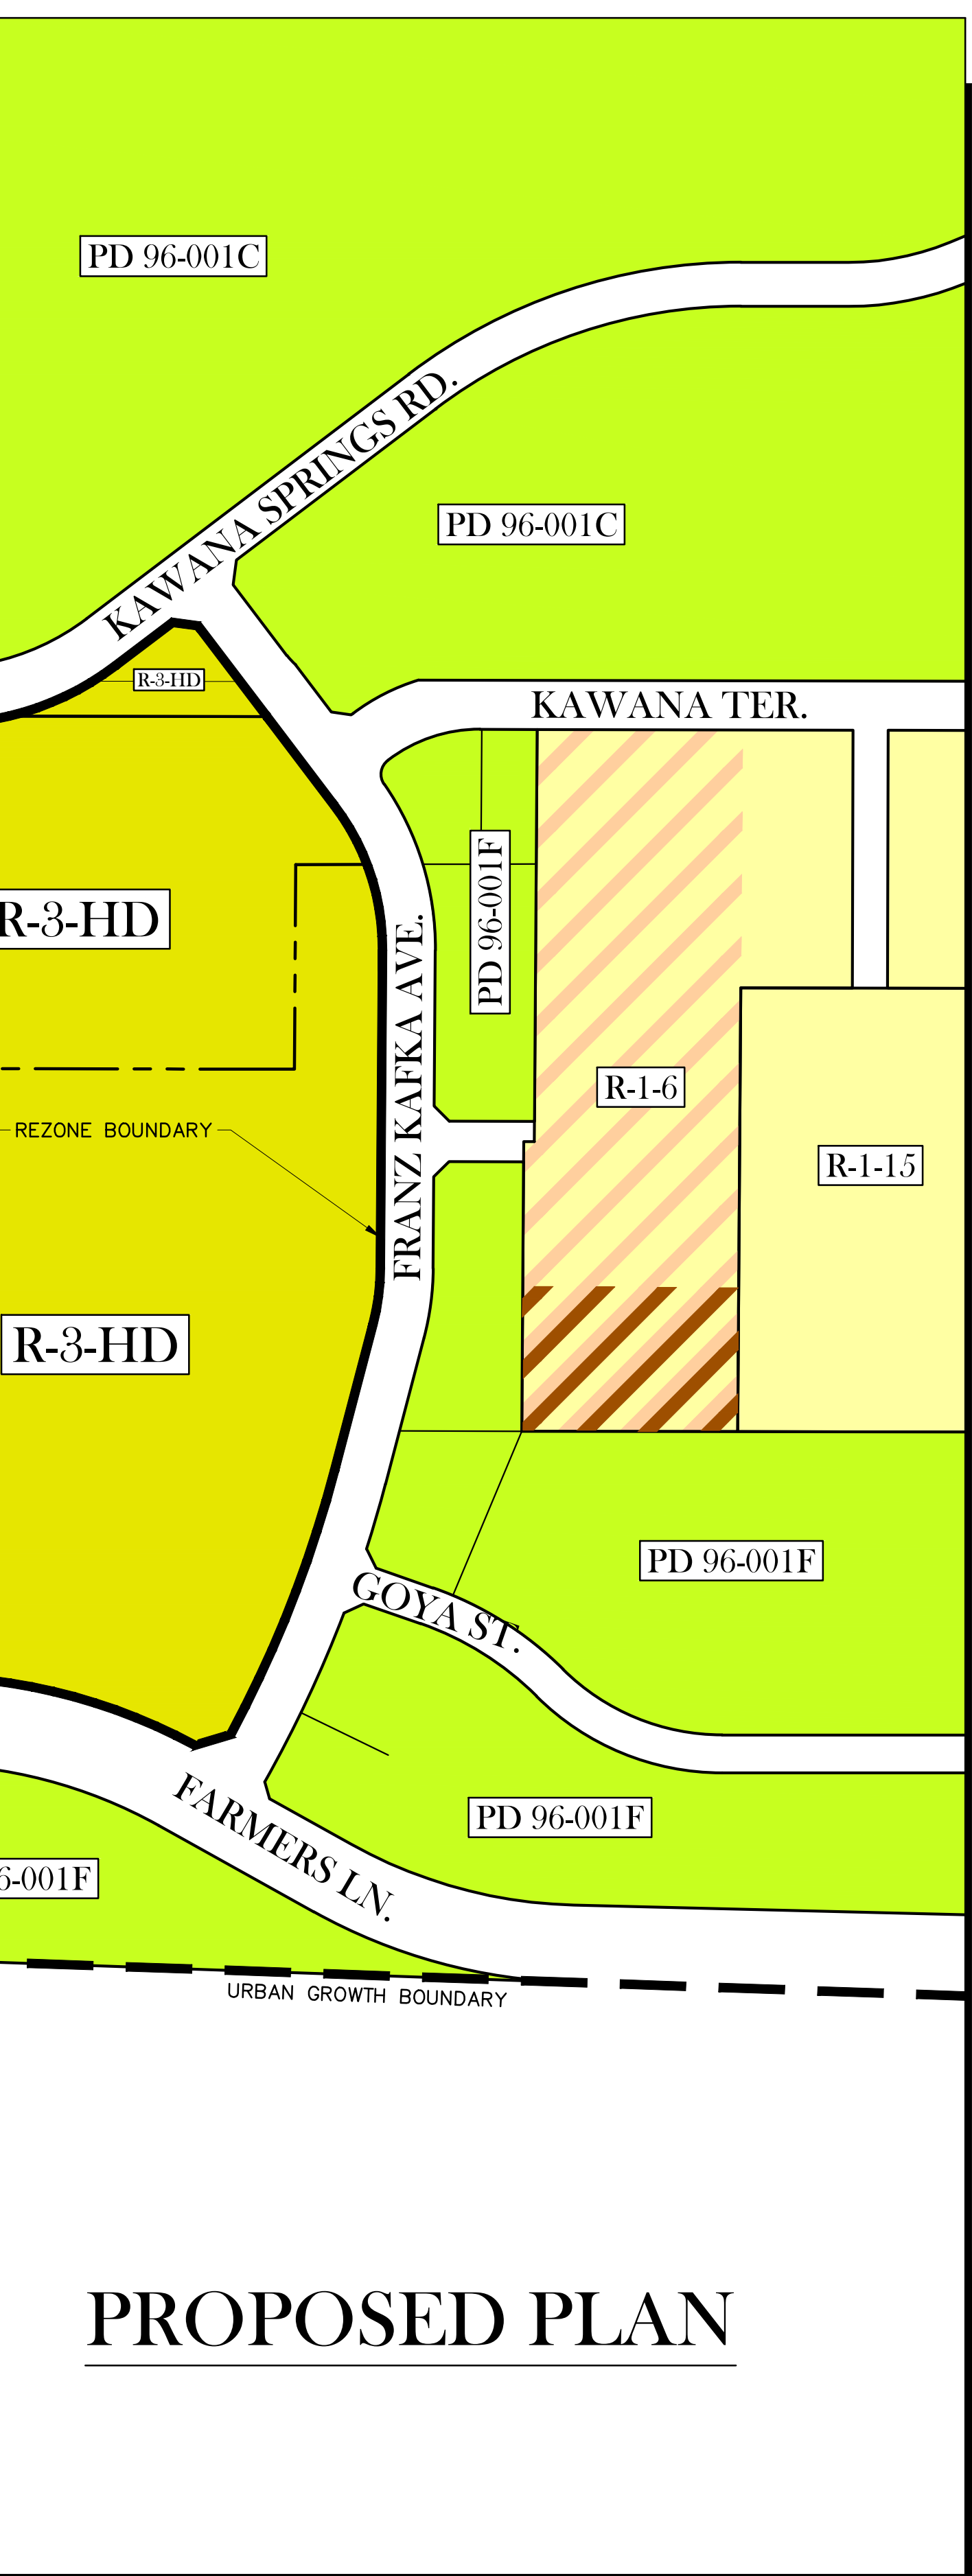 PD 96-001C
KAWANA SPRINGS RD.
PD 96-001C
R-3-HD
KAWANA TER.
PD 96-001F
R-3-HD
FRANZ KAFKA AVE.
R-1-6
REZONE BOUNDARY
R-1-15
R-3-HD
PD 96-001F
GOYA ST.
PD 96-001F
FARMERS LN.
6-001F
URBAN GROWTH BOUNDARY
PROPOSED PLAN